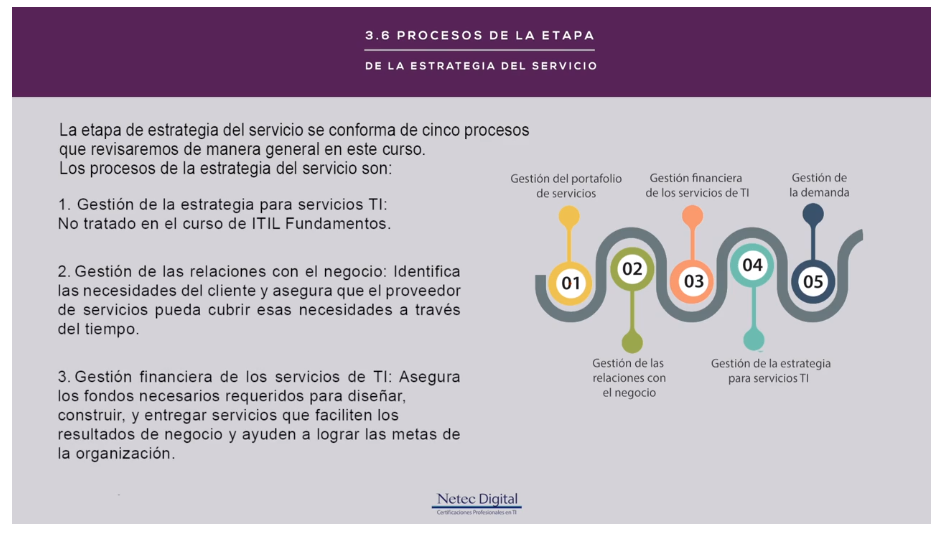 3.6 PROCESOS DE LA ETAPA
DE LA ESTRATEGIA DEL SERVICIO
La etapa de estrategia del servicio se conforma de cinco procesos
que revisaremos de manera general en este curso.
Los procesos de la estrategia del servicio son:
1. Gestión de la estrategia para servicios TI:
No tratado en el curso de ITIL Fundamentos.
2. Gestión de las relaciones con el negocio: Identifica
las necesidades del cliente y asegura que el proveedor
de servicios pueda cubrir esas necesidades a través
del tiempo.
3. Gestión financiera de los servicios de TI: Asegura
los fondos necesarios requeridos para diseñar,
construir, y entregar servicios que faciliten los
resultados de negocio y ayuden a lograr las metas de
la organización.
Gestión del portafolio
de servicios
Gestión financiera
de los servicios de TI
Gestión de
la demanda
01
02
03
04
05
Gestión de las
relaciones con
el negocio
Gestión de la estrategia
para servicios TI
Netec Digital
Certificaciones Profesionales en TI